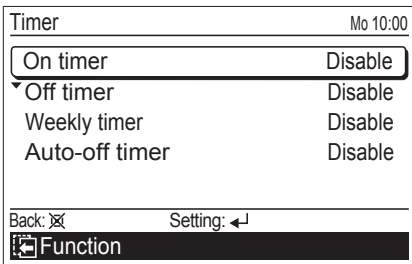 Timer Mo 10:00
On timer Disable
Off timer Disable
Weekly timer Disable
Auto-off timer Disable
Back: Setting:
Function